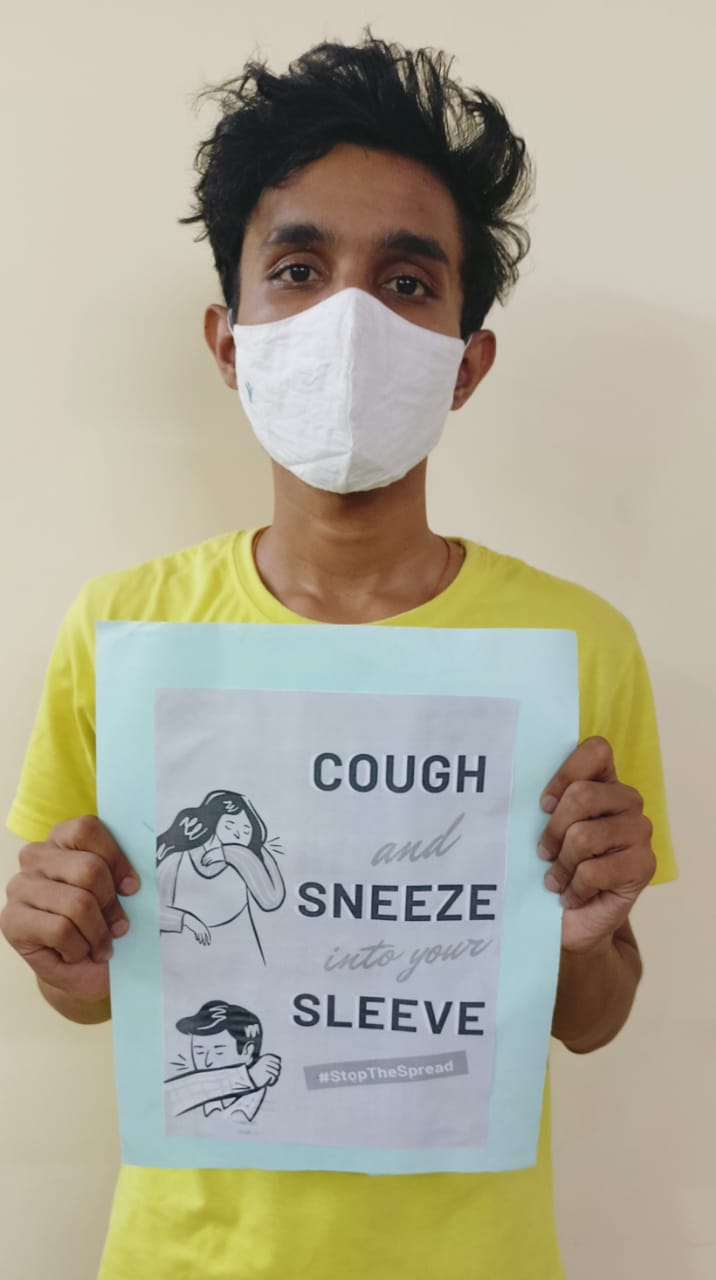 COUGH
and
SNEEZE
into your
SLEEVE
#StopTheSpread